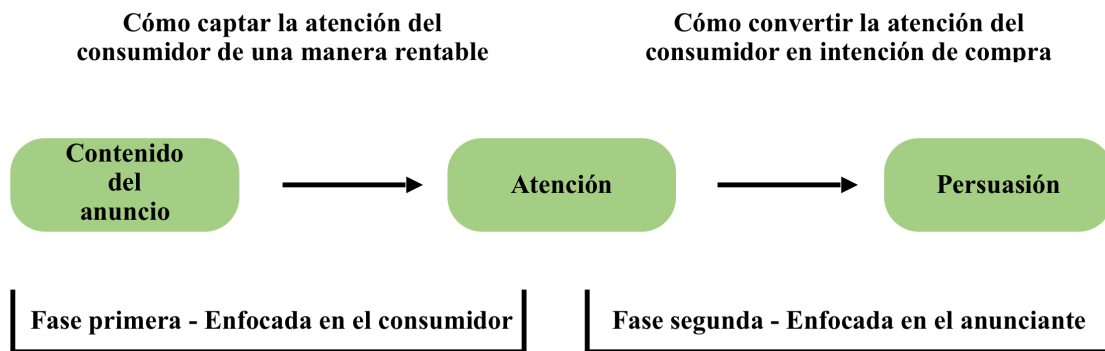 Cómo captar la atención del
consumidor de una manera rentable
Cómo convertir la atención del
consumidor en intención de compra
Contenido
del
anuncio
Atención
Persuasión
Fase primera - Enfocada en el consumidor
Fase segunda - Enfocada en el anunciante